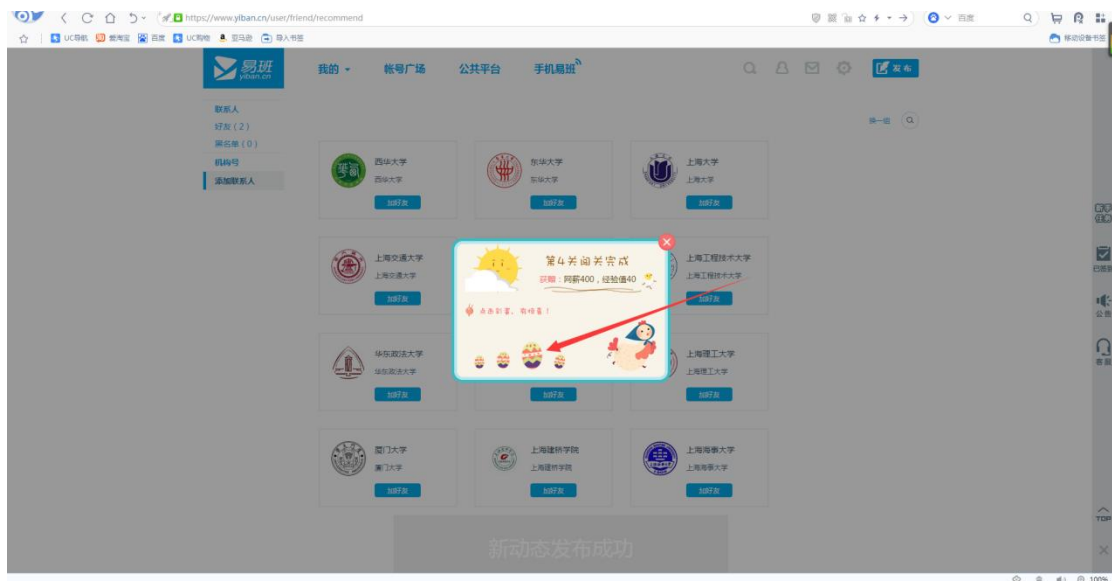 https://www.yiban.cn/user/friend/recommend
百度
UC导航 爱淘宝 百度 UC购物 亚马逊 导入书签
移动设备书签
易班
yiban.cn
我的 帐号广场 公共平台 手机易班
发布
联系人
好友(2)
黑名单(0)
机构号
添加联系人
换一组
西华大学
西华大学
加好友
东华大学
东华大学
加好友
上海大学
上海大学
加好友
上海交通大学
上海交通大学
加好友
上海工程技术大学
上海工程技术大学
加好友
第4关闯关完成
获赠:网薪400,经验值40
点击彩蛋,有惊喜!
华东政法大学
华东政法大学
加好友
加好友
上海理工大学
上海理工大学
加好友
厦门大学
厦门大学
加好友
上海建桥学院
上海建桥学院
加好友
上海海事大学
上海海事大学
加好友
新动态发布成功
新手
任务
公告
客服
TOP
100%